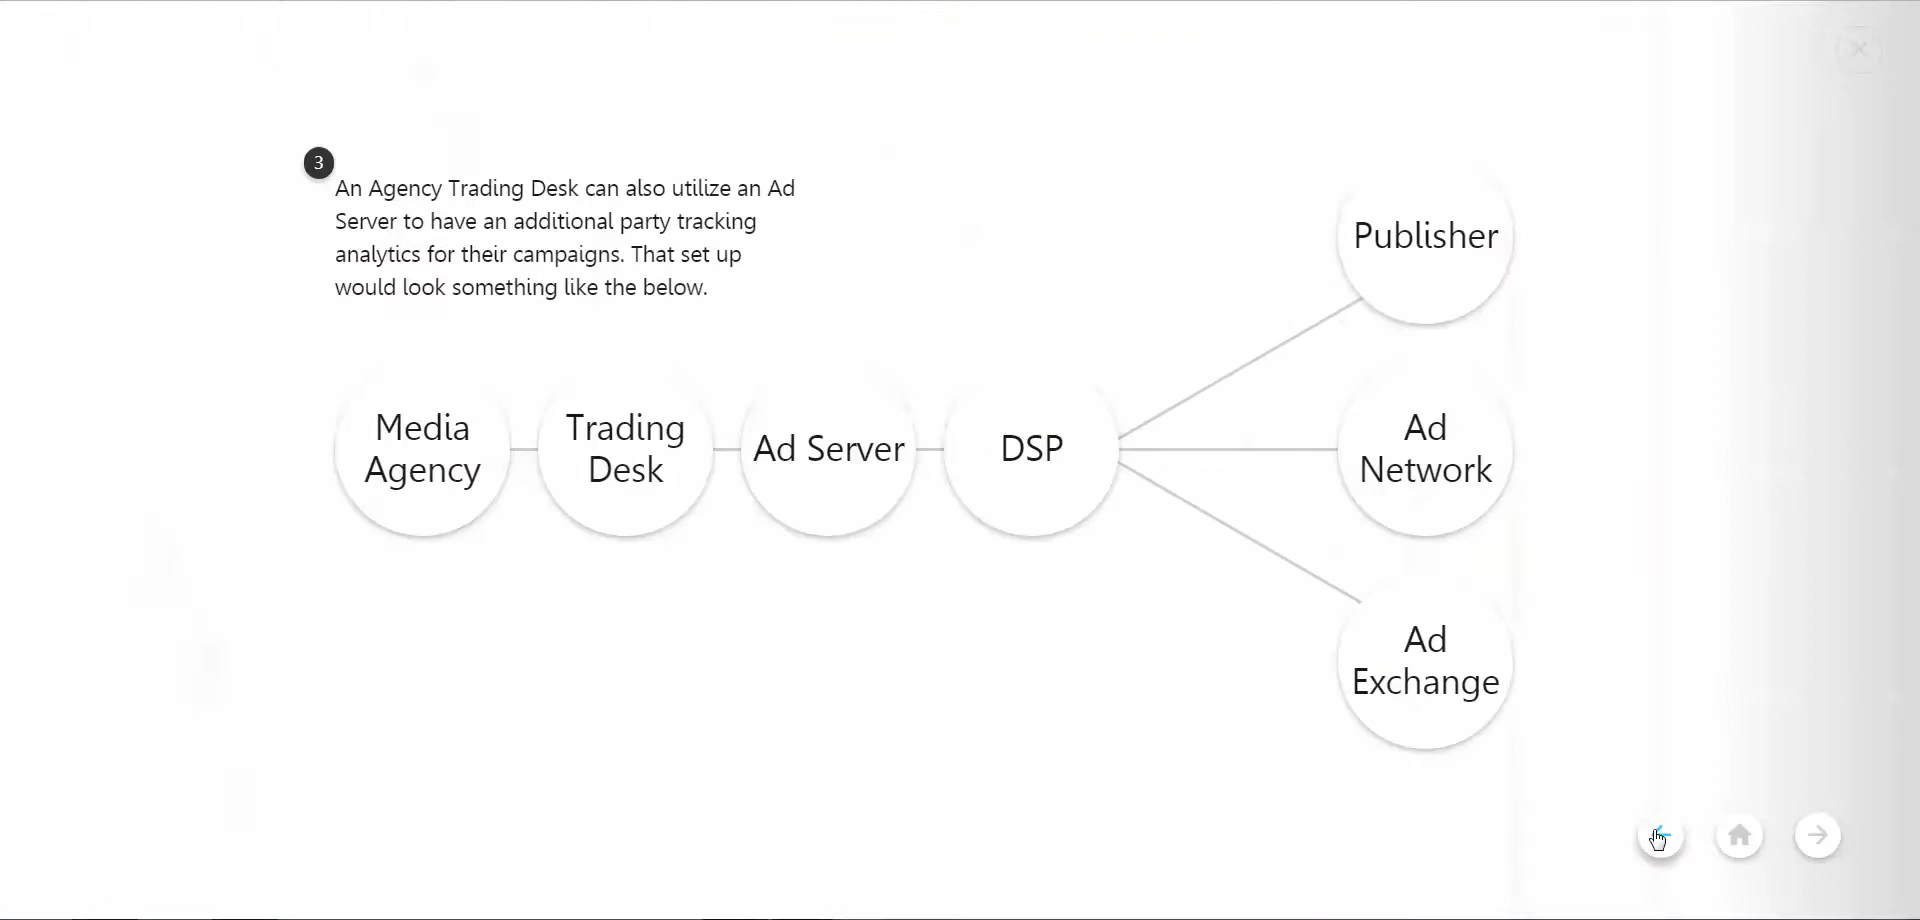 3
An Agency Trading Desk can also utilize an Ad
Server to have an additional party tracking
analytics for their campaigns. That set up
would look something like the below.
Publisher
Media
Agency
Trading
Desk
Ad Server
DSP
Ad
Network
Ad
Exchange